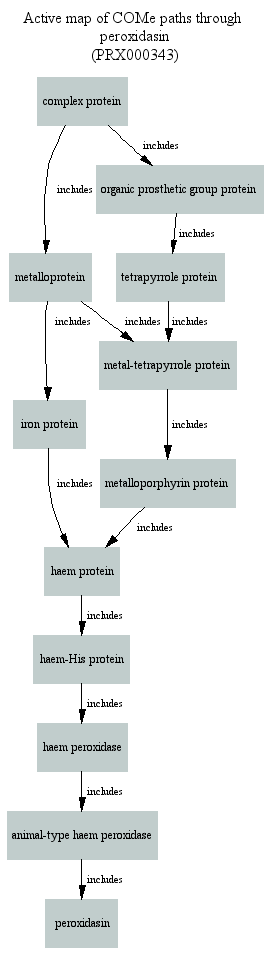 Active map of COMe paths through
peroxidasin
(PRX000343)
complex protein
includes
includes
organic prosthetic group protein
includes
metalloprotein
tetrapyrrole protein
includes
includes
includes
metal-tetrapyrrole protein
iron protein
includes
metalloporphyrin protein
includes
includes
haem protein
includes
haem-His protein
includes
haem peroxidase
includes
animal-type haem peroxidase
includes
peroxidasin